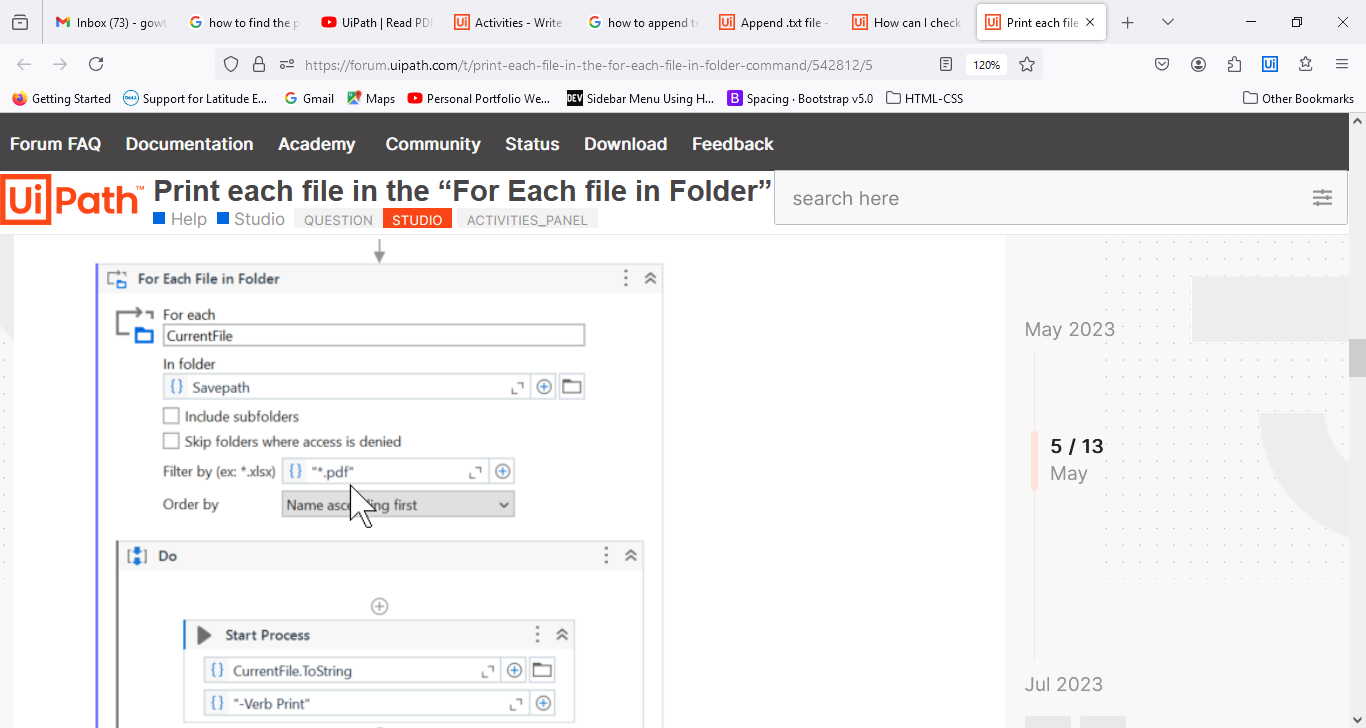 Inbox (73) - gowt
how to find the p
UiPath | Read PDF
Activities - Write
how to append te
Append .txt file -
How can I check
Print each file
https://forum.uipath.com/t/print-each-file-in-the-for-each-file-in-folder-command/542812/5
120%
Ui
Getting Started
Support for Latitude E...
Gmail
Maps
Personal Portfolio We...
DEV Sidebar Menu Using H...
B Spacing · Bootstrap v5.0
HTML-CSS
Other Bookmarks
Forum FAQ Documentation Academy Community Status Download Feedback
UiPath™
Print each file in the “For Each file in Folder”
search here
Help Studio QUESTION STUDIO ACTIVITIES_PANEL
For Each File in Folder
For each
CurrentFile
In folder
{} Savepath
Include subfolders
Skip folders where access is denied
Filter by (ex: *.xlsx) {} "*.pdf"
Order by Name ascending first
Do
Start Process
{} CurrentFile.ToString
{} "-Verb Print"
May 2023
5 / 13
May
Jul 2023